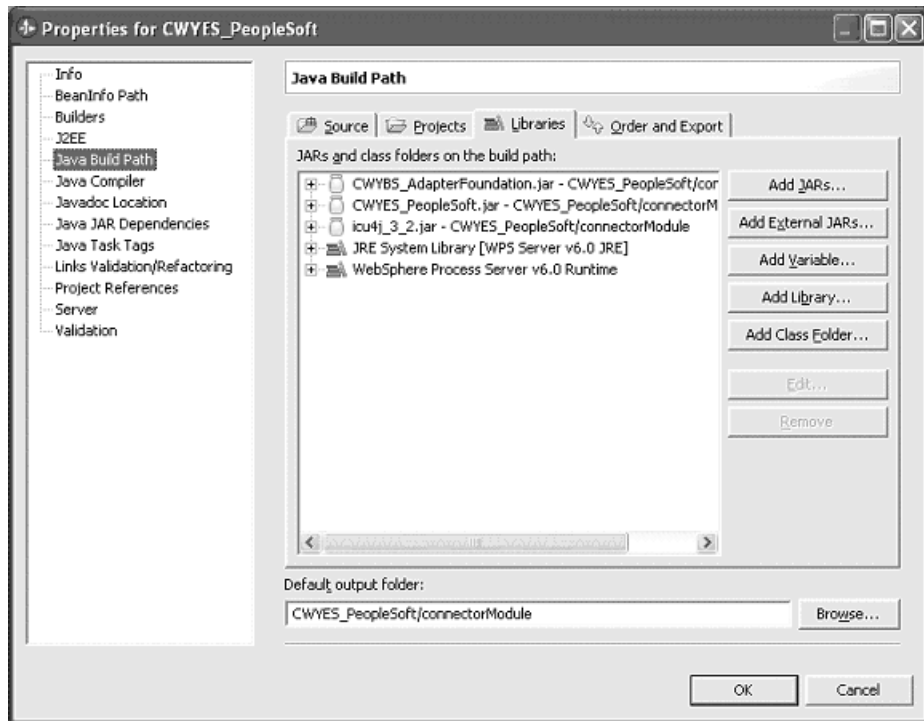 Properties for CWYES_PeopleSoft
Info
BeanInfo Path
Builders
J2EE
Java Build Path
Java Compiler
Javadoc Location
Java JAR Dependencies
Java Task Tags
Links Validation/Refactoring
Project References
Server
Validation
Java Build Path
Source Projects Libraries Order and Export
JARs and class folders on the build path:
CWYBS_AdapterFoundation.jar - CWYES_PeopleSoft/cor
CWYES_PeopleSoft.jar - CWYES_PeopleSoft/connectorM
icu4j_3_2.jar - CWYES_PeopleSoft/connectorModule
JRE System Library [WPS Server v6.0 JRE]
WebSphere Process Server v6.0 Runtime
Add JARs...
Add External JARs...
Add Variable...
Add Library...
Add Class Folder...
Edit...
Remove
Default output folder:
CWYES_PeopleSoft/connectorModule
Browse...
OK Cancel